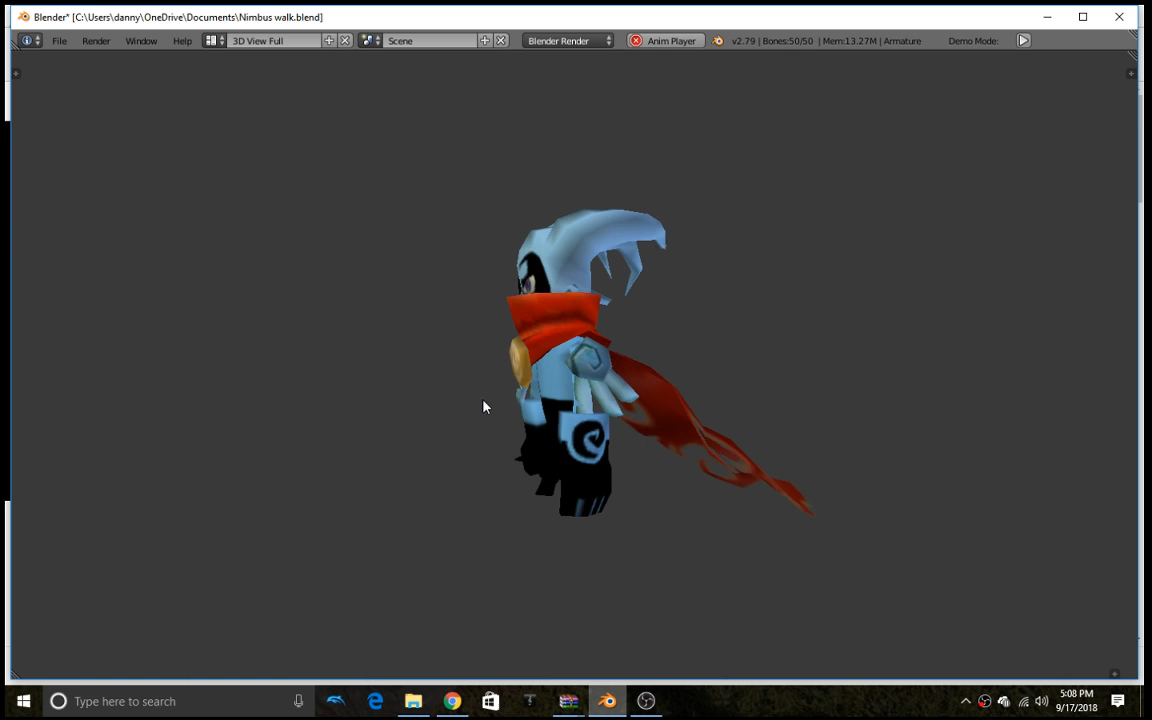 Blender* [C:\Users\danny\OneDrive\Documents\Nimbus walk.blend]
File Render Window Help 3D View Full Scene Blender Render Anim Player v2.79 | Bones:50/50 | Mem:13.27M | Armature Demo Mode:
Type here to search
5:08 PM
9/17/2018